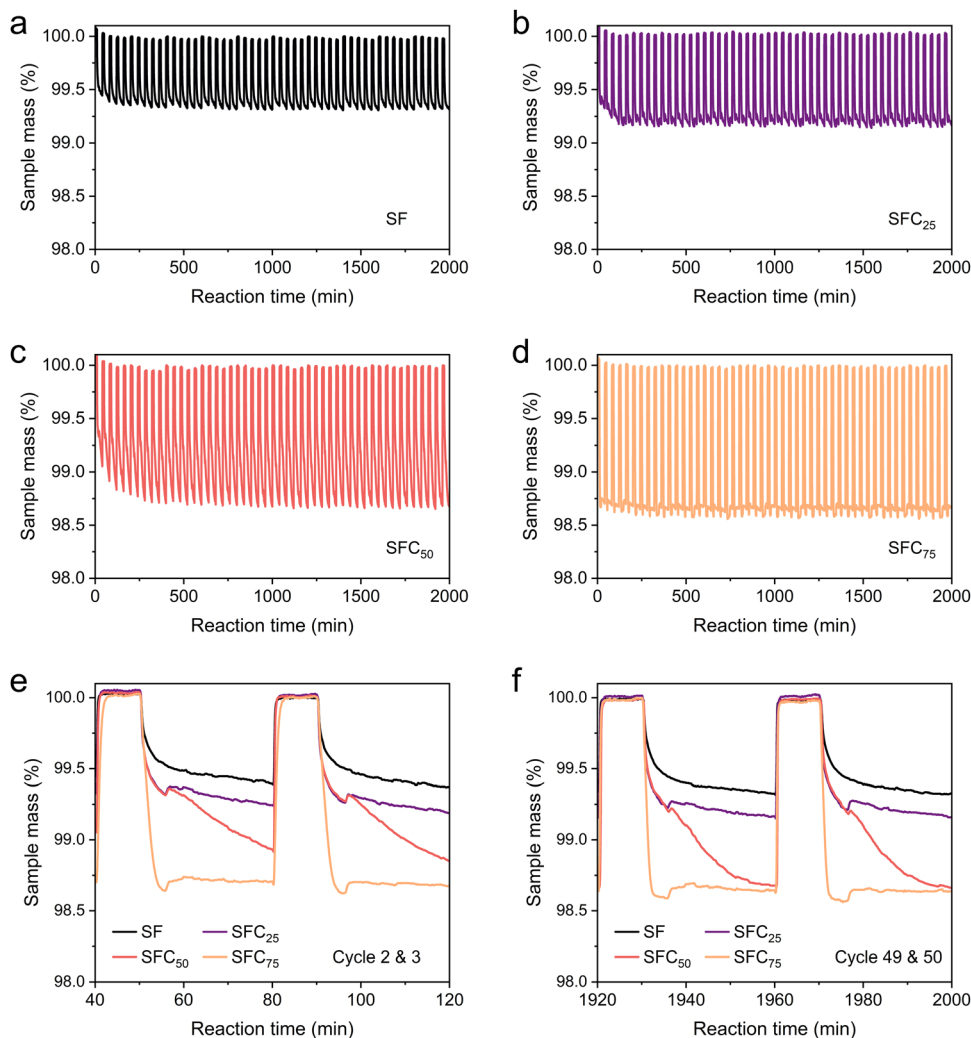 a
100.0
99.5
99.0
98.5
98.0
Sample mass (%)
SF
0 500 1000 1500 2000
Reaction time (min)
b
100.0
99.5
99.0
98.5
98.0
Sample mass (%)
SFC₂₅
0 500 1000 1500 2000
Reaction time (min)
c
100.0
99.5
99.0
98.5
98.0
Sample mass (%)
SFC₅₀
0 500 1000 1500 2000
Reaction time (min)
d
100.0
99.5
99.0
98.5
98.0
Sample mass (%)
SFC₇₅
0 500 1000 1500 2000
Reaction time (min)
e
100.0
99.5
99.0
98.5
98.0
Sample mass (%)
SF SFC₂₅
SFC₅₀ SFC₇₅ Cycle 2 & 3
40 60 80 100 120
Reaction time (min)
f
100.0
99.5
99.0
98.5
98.0
Sample mass (%)
SF SFC₂₅
SFC₅₀ SFC₇₅ Cycle 49 & 50
1920 1940 1960 1980 2000
Reaction time (min)